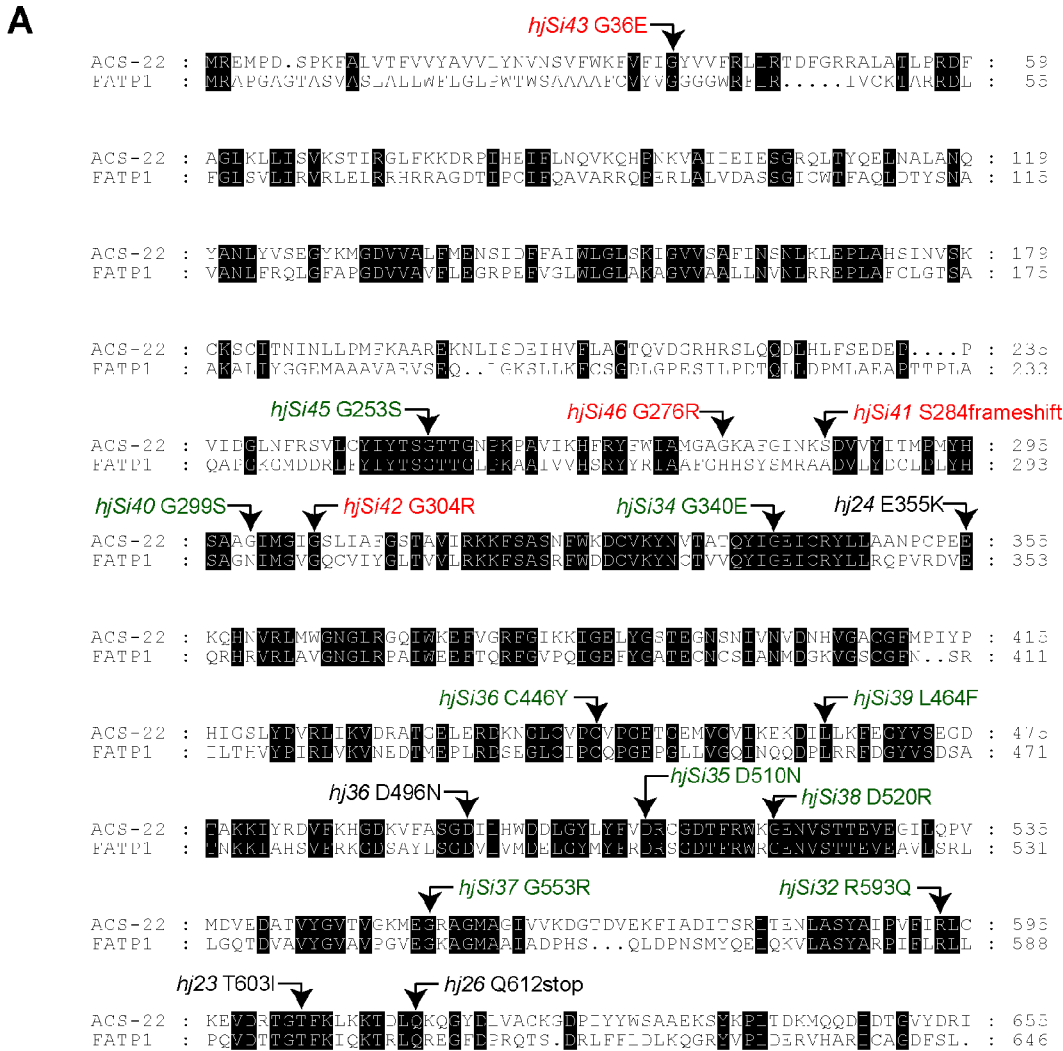 A
hjSi43 G36E
ACS-22 : MREMPD.SPKFALVTFVVYAVVLYNVNSVFWKFVFIGYVVFRLLRTDFGRRALATLPRDF : 59
FATP1 : MRAPGAGTASVASLALLWFLGLPWTWSAAAAFCVYVGGGGWRFLR.....IVCKTARRDL : 55
ACS-22 : AGLKLLISVKSTIRGLFKKDRPIHEIFLNQVKQHPNKVAIIEIESGRQLTYQELNALANQ : 119
FATP1 : FGLSVLIRVRLELRRHRRAGDTIPCIFQAVARRQPERLALVDASSGICWTFAQLDTYSNA : 115
ACS-22 : YANLYVSEGYKMGDVVALFMENSIDFFAIWLGLSKIGVVSAFINSNLKLEPLAHSINVSK : 179
FATP1 : VANLFRQLGFAPGDVVAVFLEGRPEFVGLWLGLAKAGVVAALLNVNLRREPLAFCLGTSA : 175
ACS-22 : CKSCITNINLLPMFKAAREKNLISDEIHVFLAGTQVDGRHRSLQQDLHLFSEDEP....P : 235
FATP1 : AKALIYGGEMAAAVAEVSEQ..LGKSLLKFCSGDLGPESILPDTQLLDPMLAEAPTTPLA : 233
hjSi45 G253S hjSi46 G276R hjSi41 S284frameshift
ACS-22 : VIDGLNFRSVLCYIYTSGTTGNPKPAVIKHFRYFWIAMGAGKAFGINKSDVVYITMPMYH : 295
FATP1 : QAPGKGMDDRLFYIYTSGTTGLPKAAIVVHSRYYRIAAFGHHSYSMRAADVLYDCLPLYH : 293
hjSi40 G299S hjSi42 G304R hjSi34 G340E hj24 E355K
ACS-22 : SAAGIMGIGSLIAFGSTAVIRKKFSASNFWKDCVKYNVTATQYIGEICRYLLAANPCPEE : 355
FATP1 : SAGNIMGVGQCVIYGLTVVLRKKFSASRFWDDCVKYNCTVVQYIGEICRYLLRQPVRDVE : 353
ACS-22 : KQHNVRLMWGNGLRGQIWKEFVGRFGIKKIGELYGSTEGNSNIVNVDNHVGACGFMPIYP : 415
FATP1 : QRHRVRLAVGNGLRPAIWEEFTQRFGVPQIGEFYGATECNCSIANMDGKVGSCGFN..SR : 411
hjSi36 C446Y hjSi39 L464F
ACS-22 : HIGSLYPVRLIKVDRATGELERDKNGLCVPCVPGETGEMVGVIKEKDILLKFEGYVSEGD : 475
FATP1 : ILTHVYPIRLVKVNEDTMEPLRDSEGLCIPCQPGEPGLLVGQINQQDPLRRFDGYVSDSA : 471
hj36 D496N hjSi35 D510N hjSi38 D520R
ACS-22 : TAKKIYRDVFKHGDKVFASGDILHWDDLGYLYFVDRCGDTFRWKGENVSTTEVEGILQPV : 535
FATP1 : TNKKIAHSVFRKGDSAYLSGDVLVMDELGYMYFRDRSGDTFRWRGENVSTTEVEAVLSRL : 531
hjSi37 G553R hjSi32 R593Q
ACS-22 : MDVEDATVYGVTVGKMEGRAGMAGIVVKDGTDVEKFIADITSRLTENLASYAIPVFIRLC : 595
FATP1 : LGQTDVAVYGVAVPGVEGKAGMAAIADPHS...QLDPNSMYQELQKVLASYARPIFLRLL : 588
hj23 T603I hj26 Q612stop
ACS-22 : KEVDRTGTFKLKKTDLQKQGYDLVACKGDPIYYWSAAEKSYKPLTDKMQQDIDTGVYDRI : 655
FATP1 : PQVDTTGTFKIQKTRLQREGFDPRQTS.DRLFFLDLKQGRYVPLDERVHARICAGDFSL. : 646